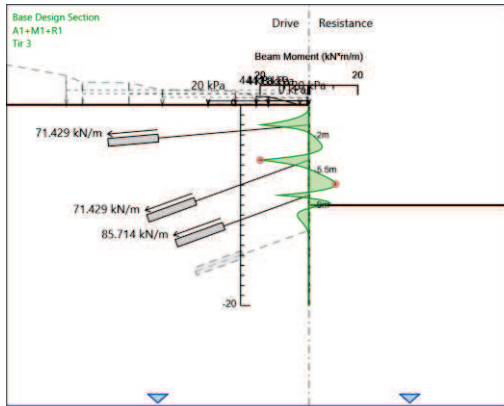 Base Design Section
A1+M1+R1
Tir 3
Drive
Resistance
Beam Moment (kN*m/m)
20
20
20 kPa
0
71.429 kN/m
-2m
-5.5m
71.429 kN/m
85.714 kN/m
-20